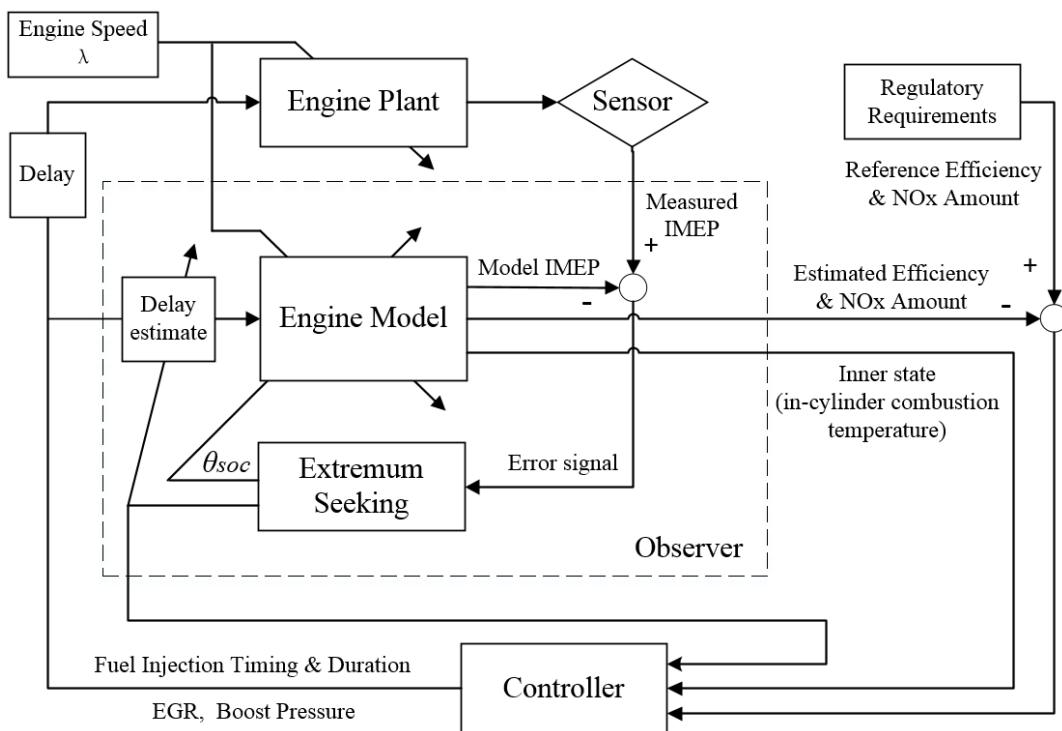 Engine Speed
λ
Engine Plant
Sensor
Regulatory
Requirements
Delay
Reference Efficiency
& NOx Amount
Measured
IMEP
+
Model IMEP
-
Estimated Efficiency
& NOx Amount
+
-
Delay
estimate
Engine Model
Inner state
(in-cylinder combustion
temperature)
θsoc
Extremum
Seeking
Error signal
Observer
Fuel Injection Timing & Duration
EGR, Boost Pressure
Controller